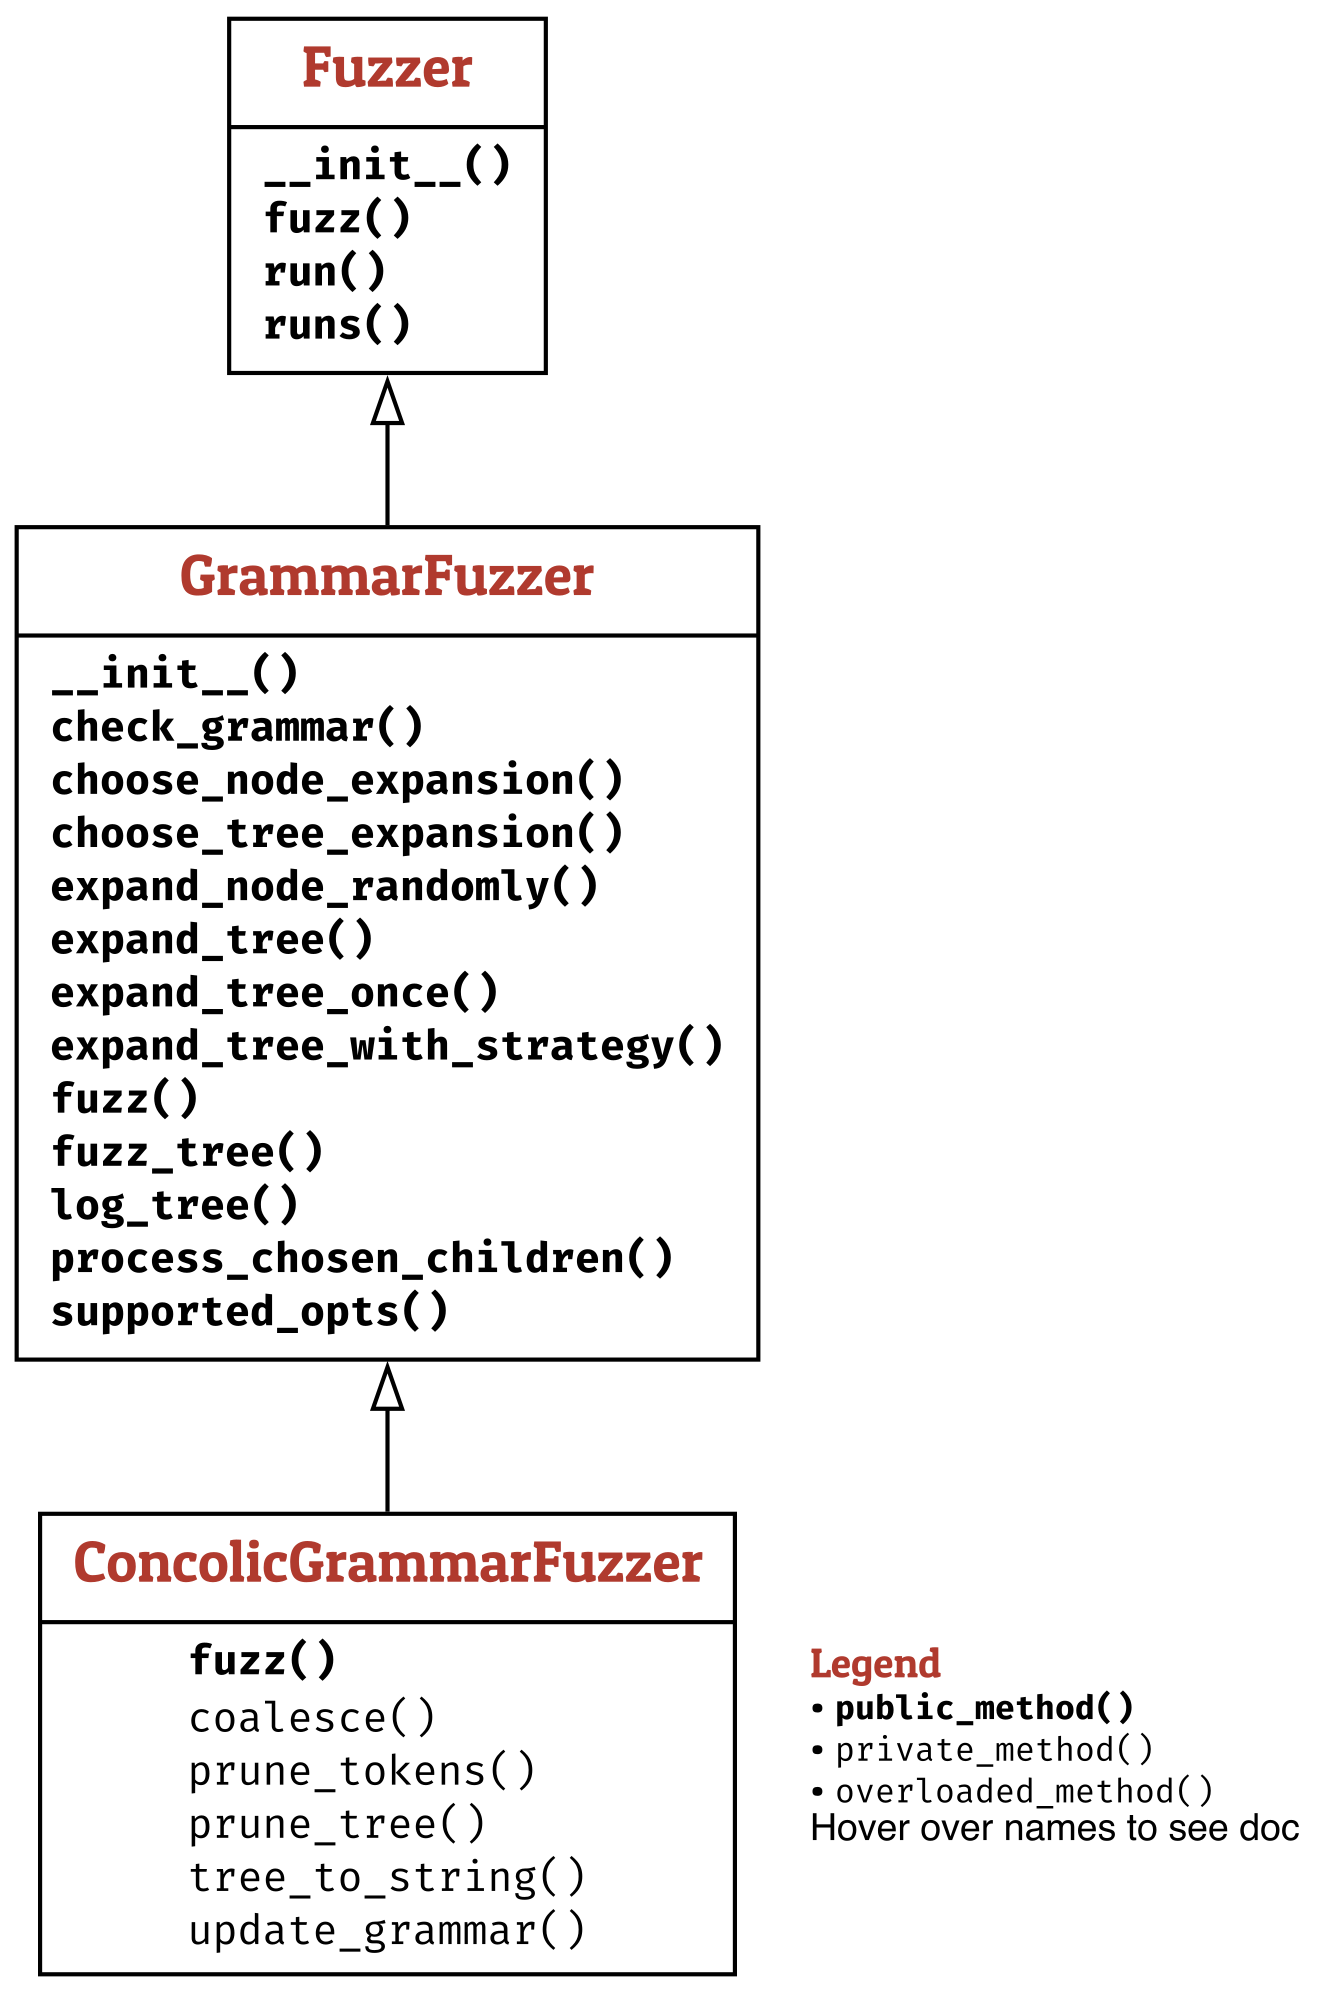 Fuzzer
__init__()
fuzz()
run()
runs()
GrammarFuzzer
__init__()
check_grammar()
choose_node_expansion()
choose_tree_expansion()
expand_node_randomly()
expand_tree()
expand_tree_once()
expand_tree_with_strategy()
fuzz()
fuzz_tree()
log_tree()
process_chosen_children()
supported_opts()
ConcolicGrammarFuzzer
fuzz()
coalesce()
prune_tokens()
prune_tree()
tree_to_string()
update_grammar()
Legend
• public_method()
• private_method()
• overloaded_method()
Hover over names to see doc